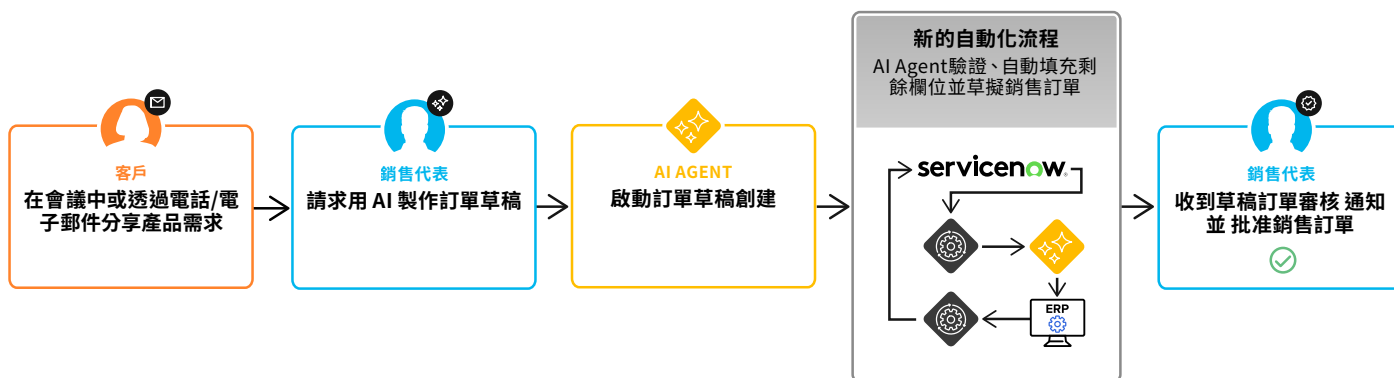 客戶
在會議中或透過電話/電
子郵件分享產品需求
銷售代表
請求用 AI 製作訂單草稿
AI AGENT
啟動訂單草稿創建
新的自動化流程
AI Agent驗證、自動填充剩
餘欄位並草擬銷售訂單
servicenow®
ERP
銷售代表
收到草稿訂單審核 通知
並 批准銷售訂單